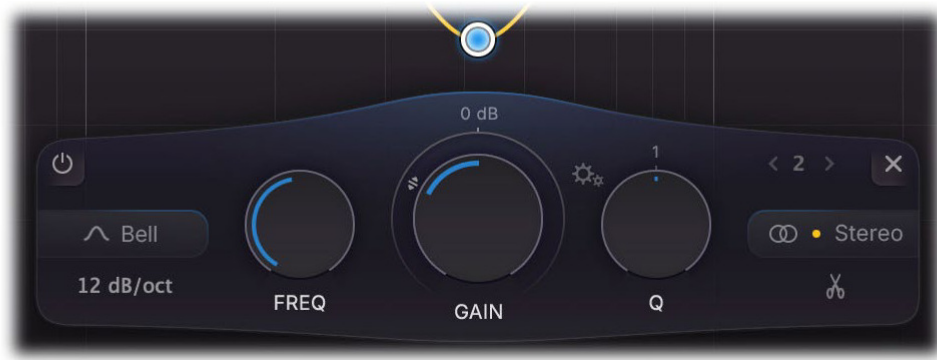 0 dB
1
< 2 >
Bell
Stereo
12 dB/oct
FREQ
GAIN
Q